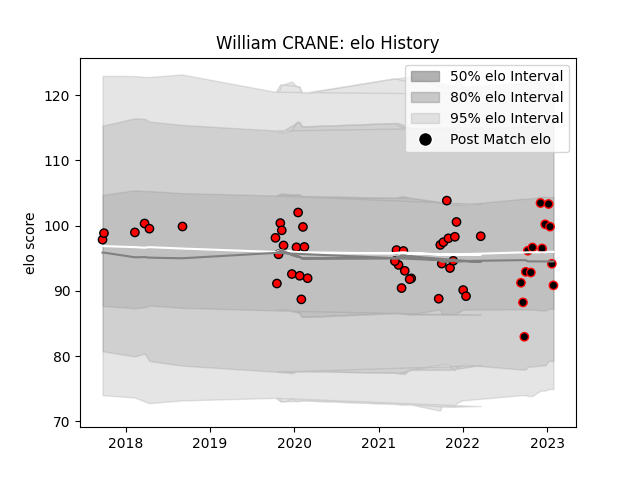 William CRANE: elo History
50% elo Interval
80% elo Interval
95% elo Interval
Post Match elo
elo score
120
110
100
90
80
70
2018
2019
2020
2021
2022
2023